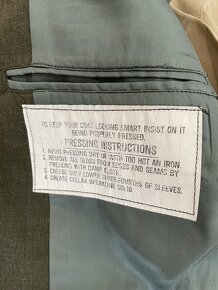 TO KEEP YOUR COAT LOOKING SMART INSIST ON IT
BEING PROPERLY PRESSED.
PRESSING INSTRUCTIONS
1. AVOID PRESSING DRY OR WITH TOO HOT AN IRON.
2. REMOVE ALL GLOSS FROM EDGES AND SEAMS BY
PRESSING WITH DAMP CLOTH.
3. CREASE ONLY LOWER THREE FOURTHS OF SLEEVES.
4. CREASE COLLAR BREAKLINE SOLID.